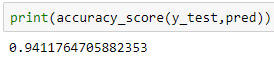 print(accuracy_score(y_test,pred))
0.9411764705882353